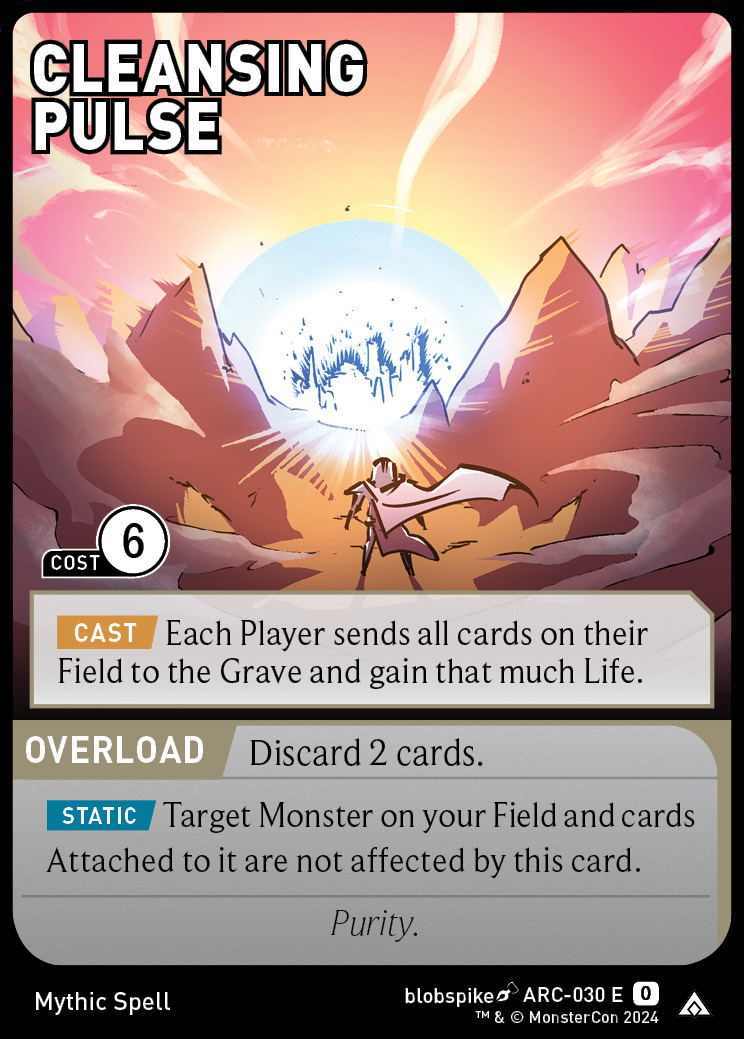 CLEANSING
PULSE
COST 6
CAST Each Player sends all cards on their
Field to the Grave and gain that much Life.
OVERLOAD Discard 2 cards.
STATIC Target Monster on your Field and cards
Attached to it are not affected by this card.
Purity.
Mythic Spell
blobspike ARC-030 E 0
™ & © MonsterCon 2024